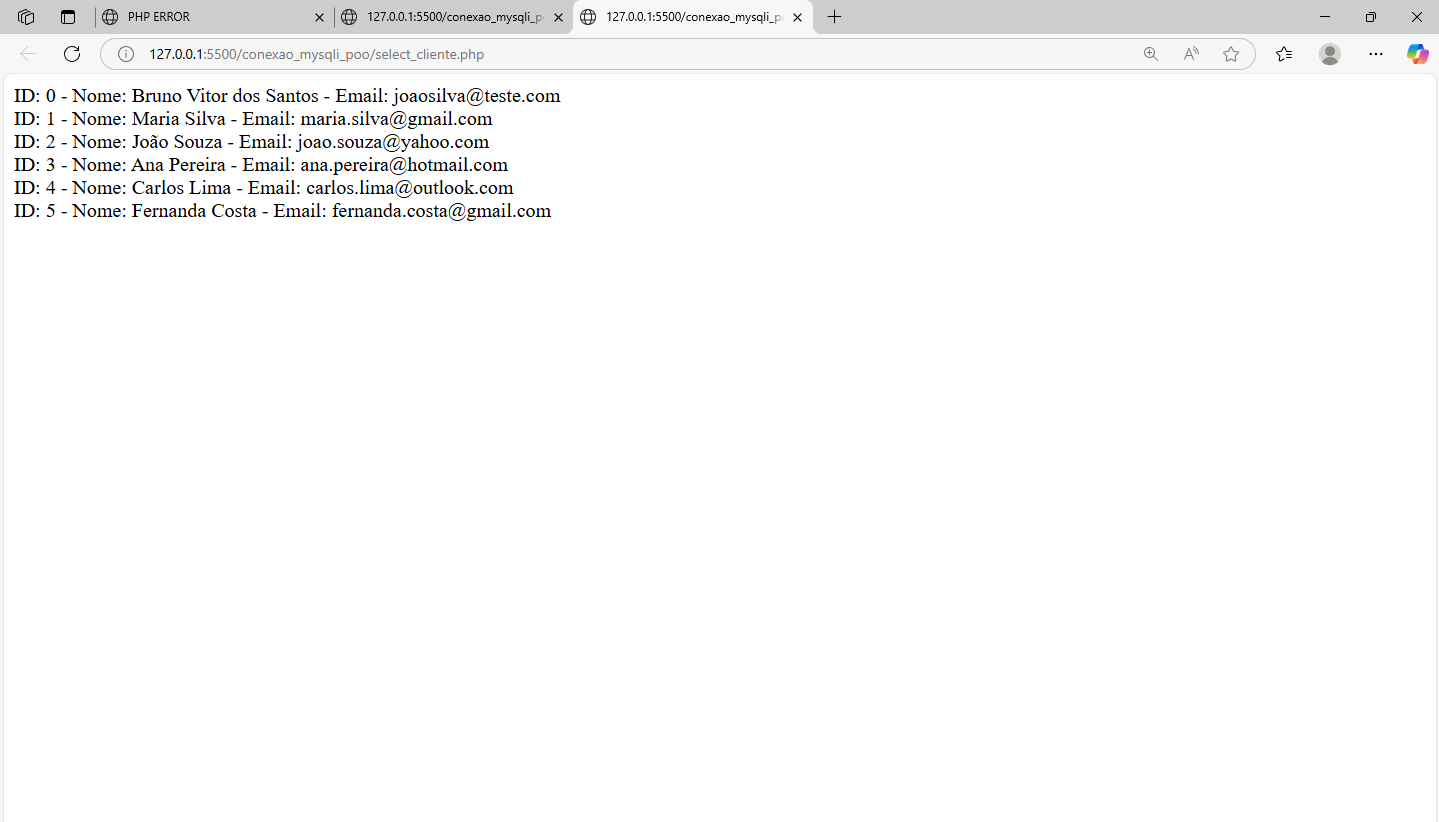 PHP ERROR
127.0.0.1:5500/conexao_mysqli_po
127.0.0.1:5500/conexao_mysqli_po
127.0.0.1:5500/conexao_mysqli_poo/select_cliente.php
ID: 0 - Nome: Bruno Vitor dos Santos - Email: joaosilva@teste.com
ID: 1 - Nome: Maria Silva - Email: maria.silva@gmail.com
ID: 2 - Nome: João Souza - Email: joao.souza@yahoo.com
ID: 3 - Nome: Ana Pereira - Email: ana.pereira@hotmail.com
ID: 4 - Nome: Carlos Lima - Email: carlos.lima@outlook.com
ID: 5 - Nome: Fernanda Costa - Email: fernanda.costa@gmail.com